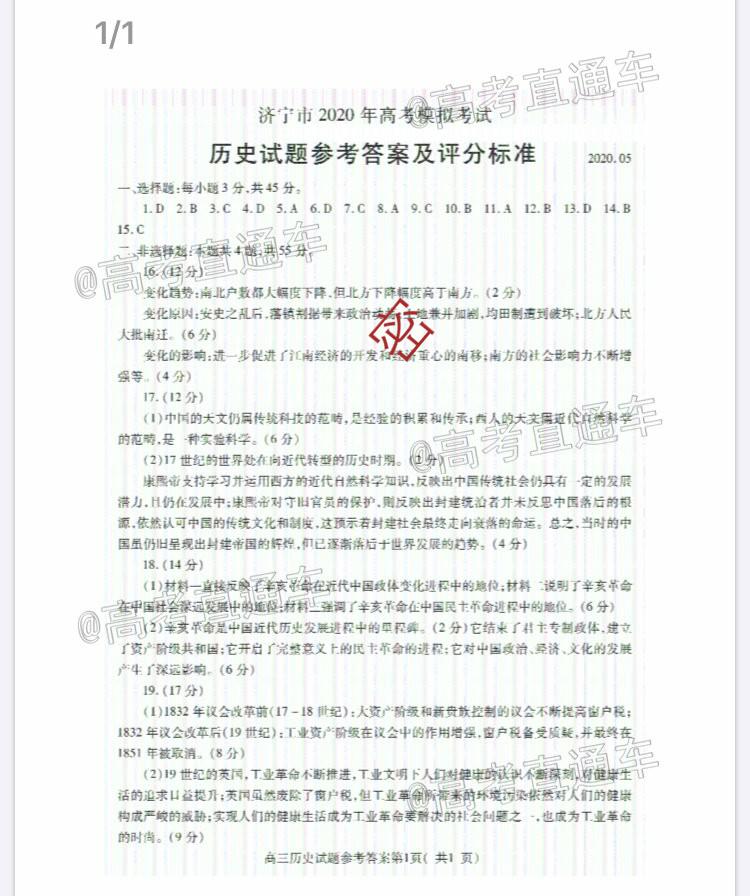 1/1
@高考直通车
济宁市 2020 年高考模拟考试
历史试题参考答案及评分标准 2020.05
一、选择题:每小题 3 分,共 45 分。
1.D 2.B 3.C 4.D 5.A 6.D 7.C 8.A 9.C 10.B 11.A 12.B 13.D 14.B
15.C
二、非选择题:本题共 4 题,共 55 分。
@高考直通车
16.(12 分)
变化趋势:南北户数都大幅度下降,但北方下降幅度高于南方。(2 分)
变化原因:安史之乱后,藩镇割据带来政治动荡;土地兼并加剧,均田制遭到破坏;北方人民
大批南迁。(6 分)
密
变化的影响:进一步促进了江南经济的开发和经济重心的南移;南方的社会影响力不断增
强等。(4 分)
17.(12 分)
(1)中国的天文仍属传统科技的范畴,是经验的积累和传承;西人的天文属近代自然科学
的范畴,是一种实验科学。(6 分)
@高考直通车
(2)17 世纪的世界处在向近代转型的历史时期。(2 分)
康熙帝支持学习并运用西方的近代自然科学知识,反映出中国传统社会仍具有一定的发展
潜力,且仍在发展中;康熙帝对守旧官员的保护,则反映出封建统治者并未反思中国落后的根
源,依然认可中国的传统文化和制度,这预示着封建社会最终走向衰落的命运。总之,当时的中
国虽仍旧呈现出封建帝国的辉煌,但已逐渐落后于世界发展的趋势。(4 分)
18.(14 分)
(1)材料一直接反映了辛亥革命在近代中国政体变化进程中的地位;材料二说明了辛亥革命
在中国社会深远发展中的地位;材料三强调了辛亥革命在中国民主革命进程中的地位。(6 分)
@高考直通车
(2)辛亥革命是中国近代历史发展进程中的里程碑。(2 分)它结束了君主专制政体,建立
了资产阶级共和国;它开启了完整意义上的民主革命的进程;它对中国政治、经济、文化的发展
产生了深远影响。(6 分)
19.(17 分)
(1)1832 年议会改革前(17-18 世纪):大资产阶级和新贵族控制的议会不断提高窗户税;
1832 年议会改革后(19 世纪):工业资产阶级在议会中的作用增强,窗户税备受质疑,并最终在
1851 年被取消。(8 分)
(2)19 世纪的英国,工业革命不断推进,工业文明下人们对健康的认识不断深刻,对健康生
活的追求日益提升;英国虽然废除了窗户税,但工业革命所带来的环境污染依然对人们的健康
@高考直通车
构成严峻的威胁;实现人们的健康生活成为工业革命要解决的社会问题之一,也成为工业革命
的时尚。(9 分)
高三历史试题参考答案第1页( 共1 页)